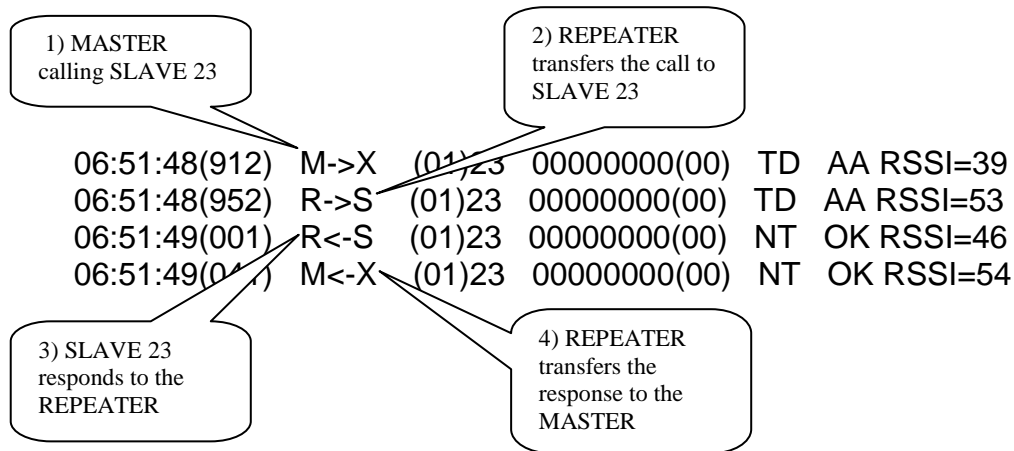 1) MASTER
calling SLAVE 23
2) REPEATER
transfers the call to
SLAVE 23
06:51:48(912) M->X (01)23 00000000(00) TD AA RSSI=39
06:51:48(952) R->S (01)23 00000000(00) TD AA RSSI=53
06:51:49(001) R<-S (01)23 00000000(00) NT OK RSSI=46
M<-X (01)23 00000000(00) NT OK RSSI=54
3) SLAVE 23
responds to the
REPEATER
4) REPEATER
transfers the
response to the
MASTER